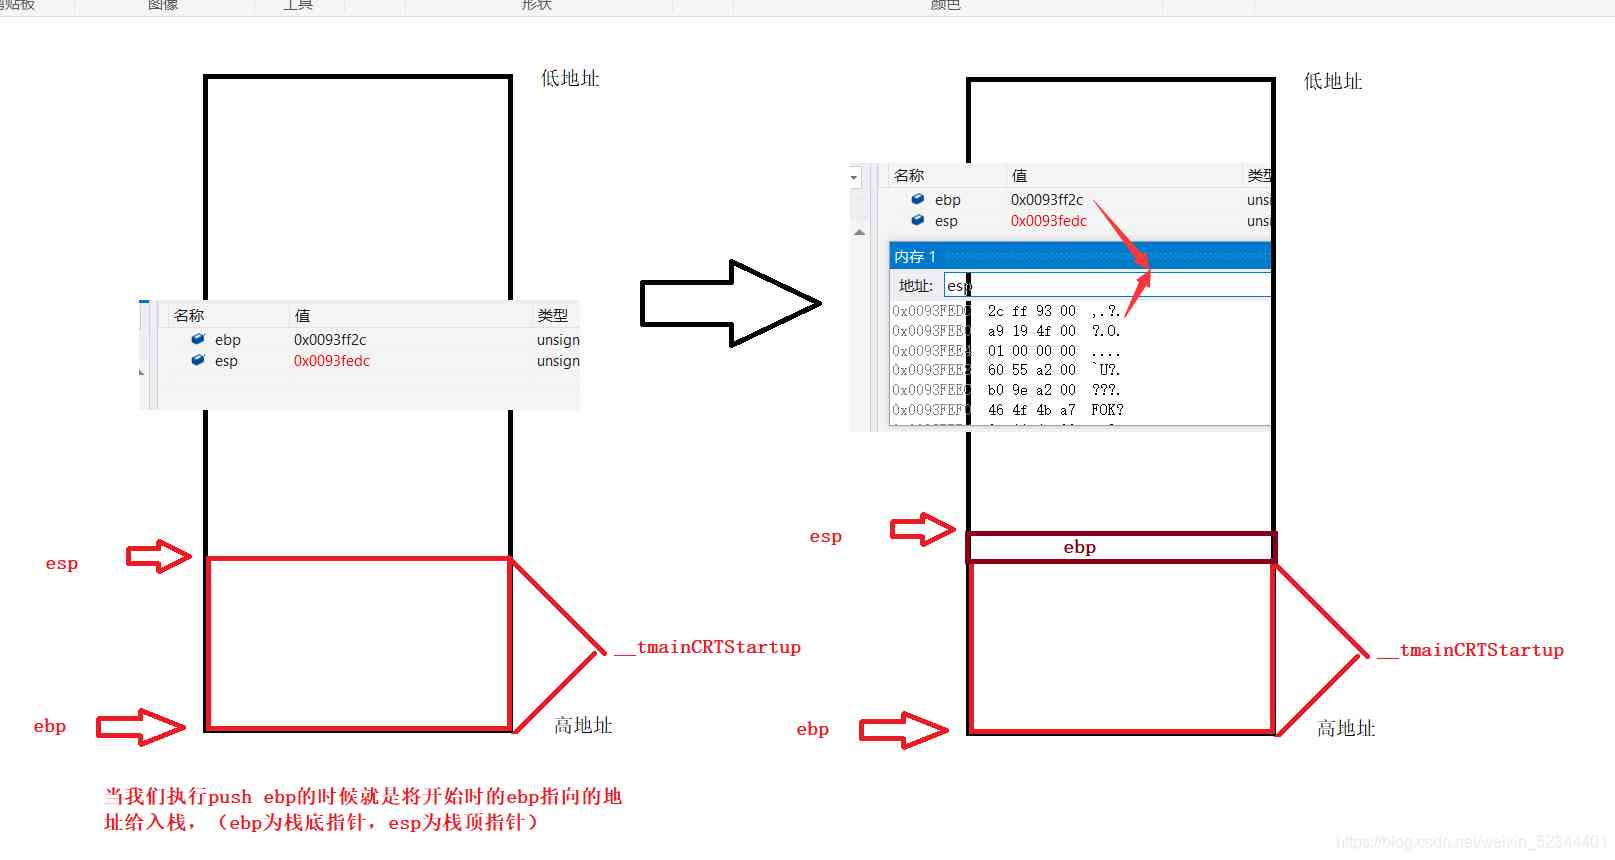 剪贴板
图像
工具
形状
颜色
低地址
名称 值 类型
ebp 0x0093ff2c unsign
esp 0x0093fedc unsign
esp
ebp
__tmainCRTStartup
高地址
低地址
名称 值 类型
ebp 0x0093ff2c unsi
esp 0x0093fedc unsi
内存 1
地址: esp
0x0093FEDC 2c ff 93 00 ,.?.
0x0093FEE0 a9 19 4f 00 ?.O.
0x0093FEE4 01 00 00 00 ....
0x0093FEE8 60 55 a2 00 `U?.
0x0093FEEC b0 9e a2 00 ???.
0x0093FEF0 46 4f 4b a7 FOK?
esp
ebp
ebp
__tmainCRTStartup
高地址
当我们执行push ebp的时候就是将开始时的ebp指向的地
址给入栈，（ebp为栈底指针，esp为栈顶指针）
https://blog.csdn.net/weixin_52344401